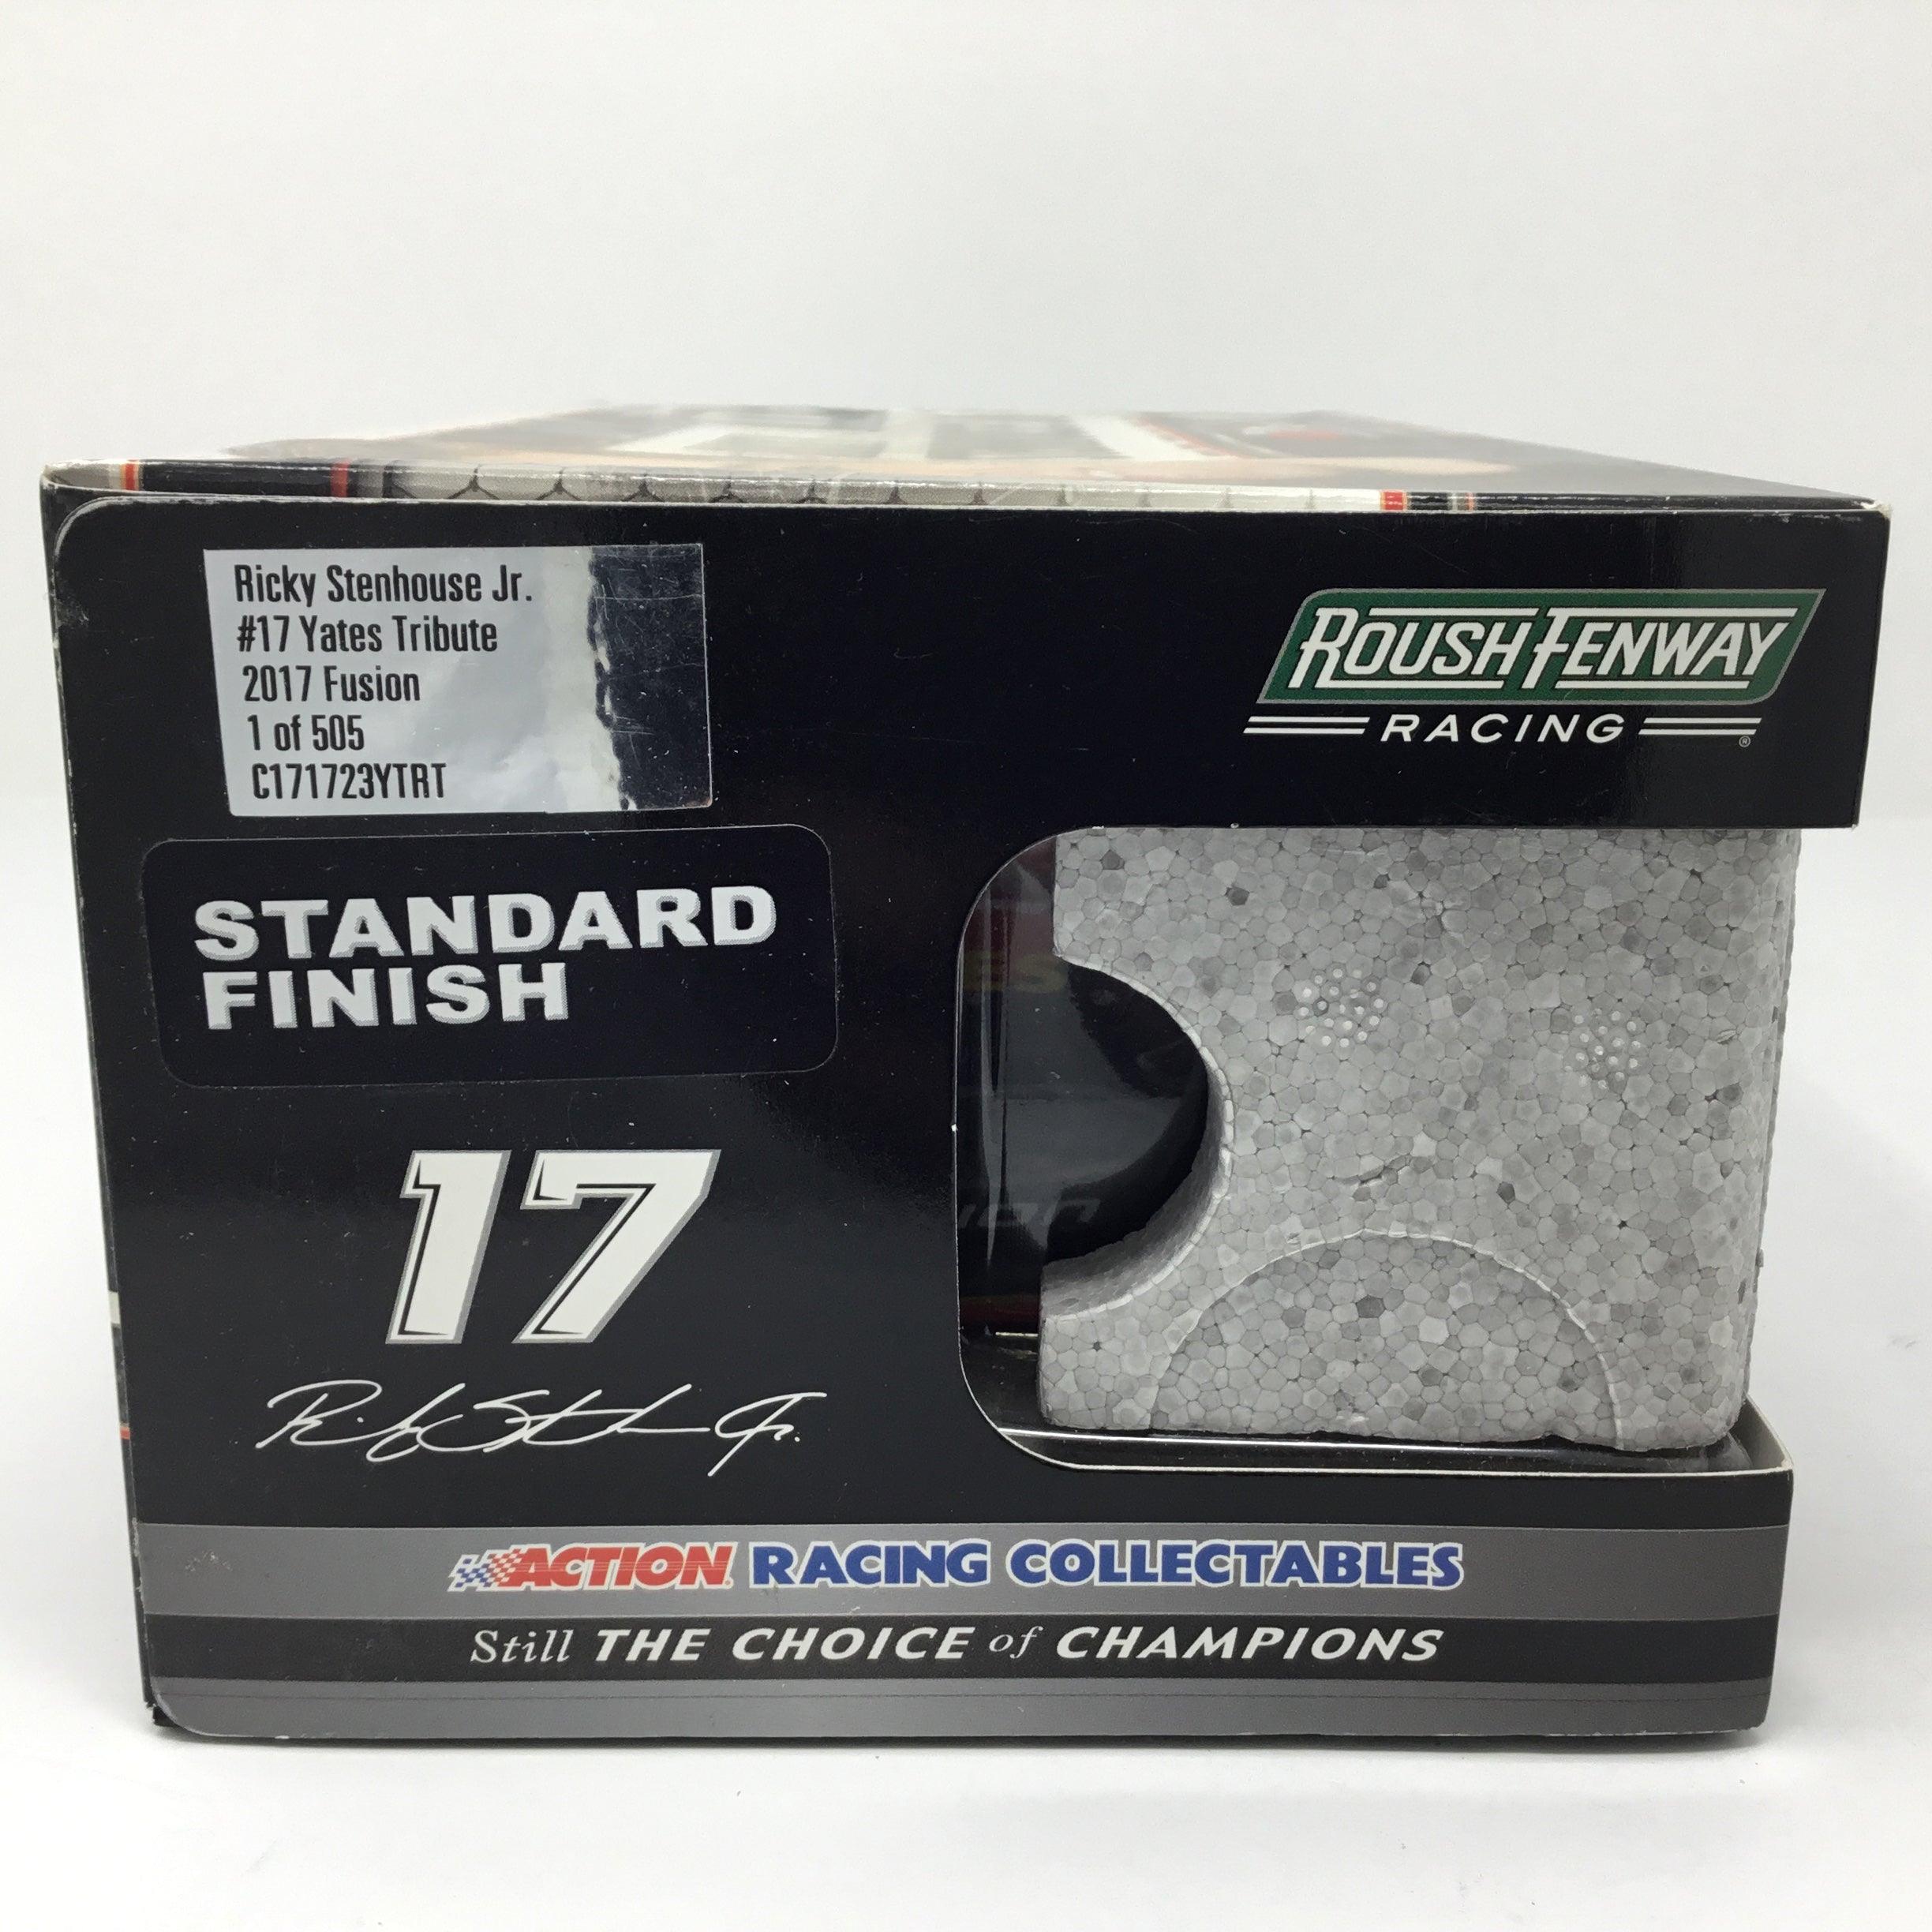 Ricky Stenhouse Jr.
#17 Yates Tribute
2017 Fusion
1 of 505
C171723YTRT
ROUSH FENWAY
RACING
®
STANDARD
FINISH
17
ACTION RACING COLLECTABLES
Still THE CHOICE of CHAMPIONS